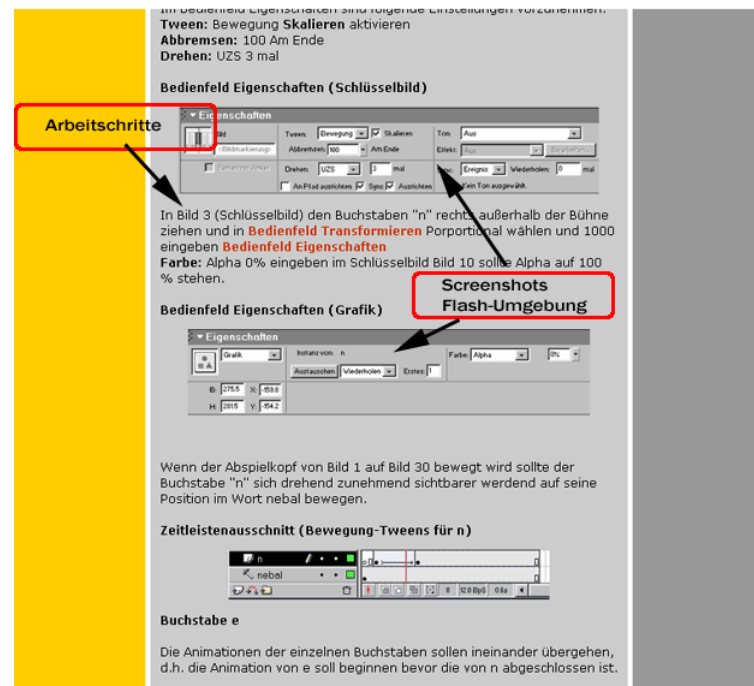 Im Bedienfeld Eigenschaften sind folgende Einstellungen vorzunehmen:
Tween: Bewegung Skalieren aktivieren
Abbremsen: 100 Am Ende
Drehen: UZS 3 mal
Bedienfeld Eigenschaften (Schlüsselbild)
Arbeitschritte
Eigenschaften
Bild Tween: Bewegung Skalieren Ton: Aus
<Bildmarkierung> Abbremsen: 100 Am Ende Effekt: Aus Bearbeiten...
Drehen: UZS 3 mal Sync: Ereignis Wiederholen: 0 mal
An Pfad ausrichten Sync Ausrichten Kein Ton ausgewählt.
In Bild 3 (Schlüsselbild) den Buchstaben "n" rechts außerhalb der Bühne
ziehen und in Bedienfeld Transformieren Porportional wählen und 1000
eingeben Bedienfeld Eigenschaften
Farbe: Alpha 0% eingeben im Schlüsselbild Bild 10 sollte Alpha auf 100
% stehen.
Screenshots
Flash-Umgebung
Bedienfeld Eigenschaften (Grafik)
Eigenschaften
Grafik Instanz von: n Farbe: Alpha 0%
Austauschen Wiederholen Erstes: 1
B: 275.5 X: -159.8
H: 281.5 Y: -154.2
Wenn der Abspielkopf von Bild 1 auf Bild 30 bewegt wird sollte der
Buchstabe "n" sich drehend zunehmend sichtbarer werdend auf seine
Position im Wort nebal bewegen.
Zeitleistenausschnitt (Bewegung-Tweens für n)
n
nebal
8 12.0 BpS 0.6s
Buchstabe e
Die Animationen der einzelnen Buchstaben sollen ineinander übergehen,
d.h. die Animation von e soll beginnen bevor die von n abgeschlossen ist.